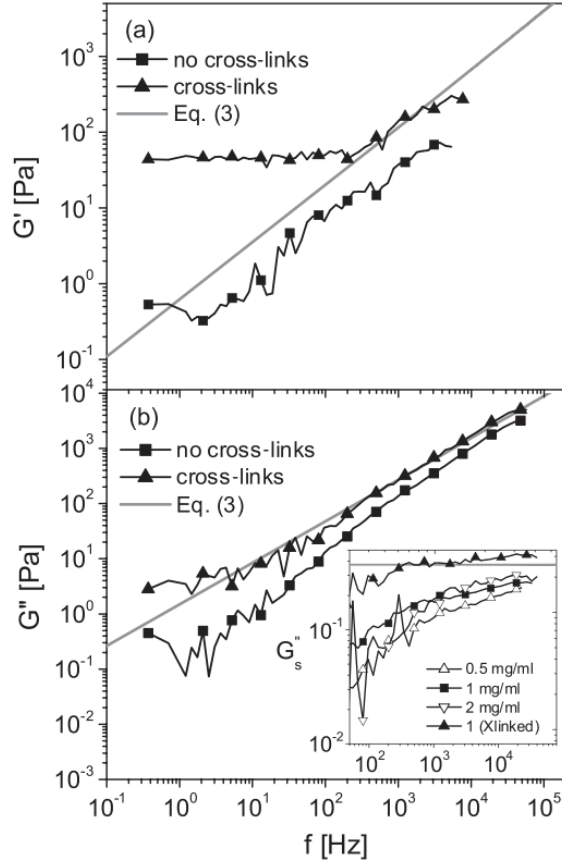 (a)
no cross-links
cross-links
Eq. (3)
G' [Pa]
10³
10²
10¹
10⁰
10⁻¹
(b)
no cross-links
cross-links
Eq. (3)
G'' [Pa]
10⁴
10³
10²
10¹
10⁰
10⁻¹
10⁻²
10⁻³
G''s
10⁻¹
10⁻²
0.5 mg/ml
1 mg/ml
2 mg/ml
1 (Xlinked)
10² 10³ 10⁴
10⁻¹ 10⁰ 10¹ 10² 10³ 10⁴ 10⁵
f [Hz]